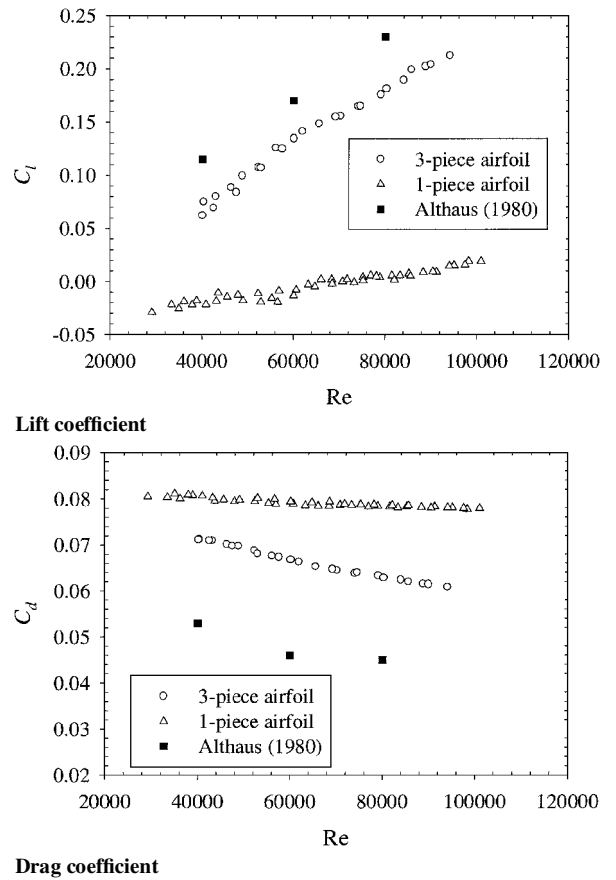 0.25
0.20
0.15
0.10
0.05
0.00
-0.05
C_l
3-piece airfoil
1-piece airfoil
Althaus (1980)
20000 40000 60000 80000 100000 120000
Re
Lift coefficient
0.09
0.08
0.07
0.06
0.05
0.04
0.03
0.02
C_d
3-piece airfoil
1-piece airfoil
Althaus (1980)
20000 40000 60000 80000 100000 120000
Re
Drag coefficient